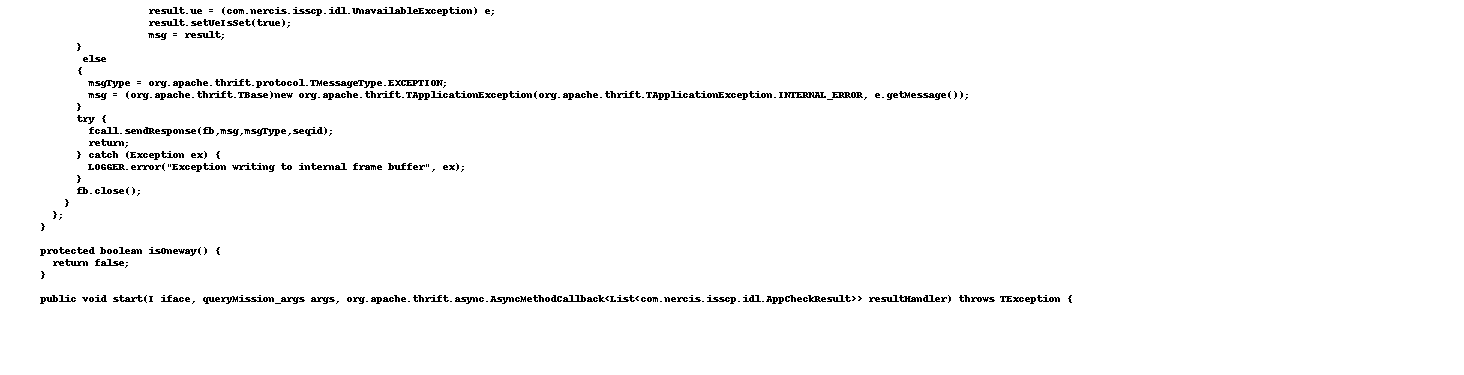 result.ue = (com.nercis.isscp.idl.UnavailableException) e;
result.setUeIsSet(true);
msg = result;
}
else
{
msgType = org.apache.thrift.protocol.TMessageType.EXCEPTION;
msg = (org.apache.thrift.TBase)new org.apache.thrift.TApplicationException(org.apache.thrift.TApplicationException.INTERNAL_ERROR, e.getMessage());
}
try {
fcall.sendResponse(fb,msg,msgType,seqid);
return;
} catch (Exception ex) {
LOGGER.error("Exception writing to internal frame buffer", ex);
}
fb.close();
}
};
}
protected boolean isOneway() {
return false;
}
public void start(I iface, queryMission_args args, org.apache.thrift.async.AsyncMethodCallback<List<com.nercis.isscp.idl.AppCheckResult>> resultHandler) throws TException {